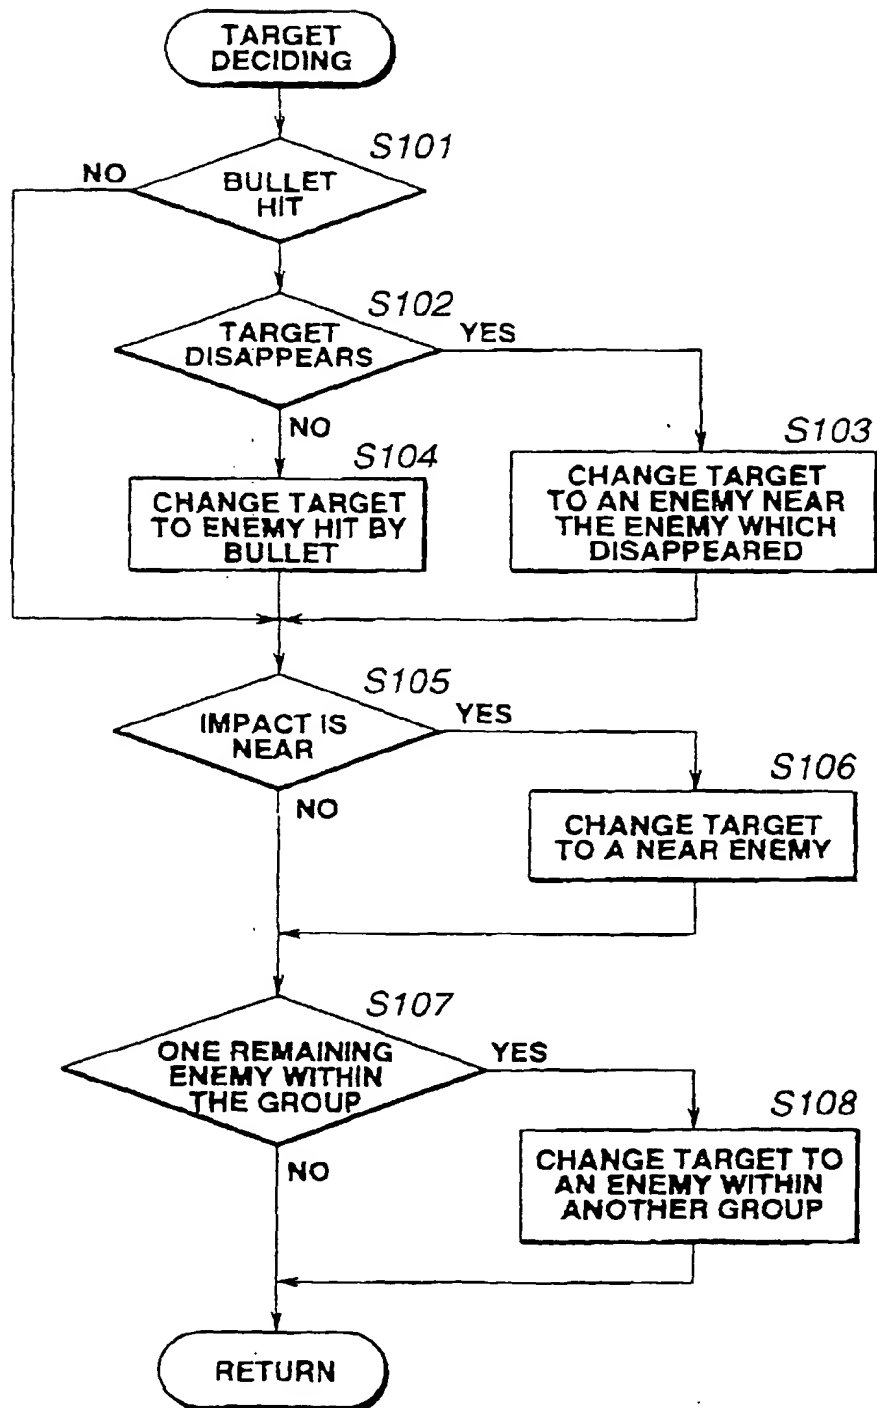 TARGET
DECIDING
S101
NO
BULLET
HIT
S102
TARGET
DISAPPEARS
YES
NO
S104
CHANGE TARGET
TO ENEMY HIT BY
BULLET
S103
CHANGE TARGET
TO AN ENEMY NEAR
THE ENEMY WHICH
DISAPPEARED
S105
IMPACT IS
NEAR
YES
NO
S106
CHANGE TARGET
TO A NEAR ENEMY
S107
ONE REMAINING
ENEMY WITHIN
THE GROUP
YES
NO
S108
CHANGE TARGET TO
AN ENEMY WITHIN
ANOTHER GROUP
RETURN